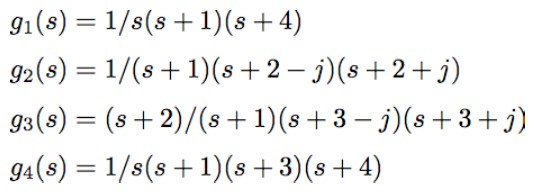 g₁(s) = 1/s(s + 1)(s + 4)
g₂(s) = 1/(s + 1)(s + 2 − j)(s + 2 + j)
g₃(s) = (s + 2)/(s + 1)(s + 3 − j)(s + 3 + j)
g₄(s) = 1/s(s + 1)(s + 3)(s + 4)